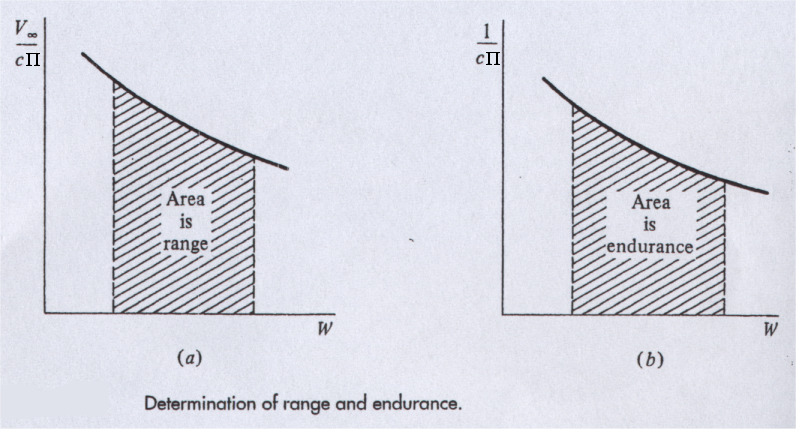 V∞
cΠ
Area
is
range
W
(a)
1
cΠ
Area
is
endurance
W
(b)
Determination of range and endurance.